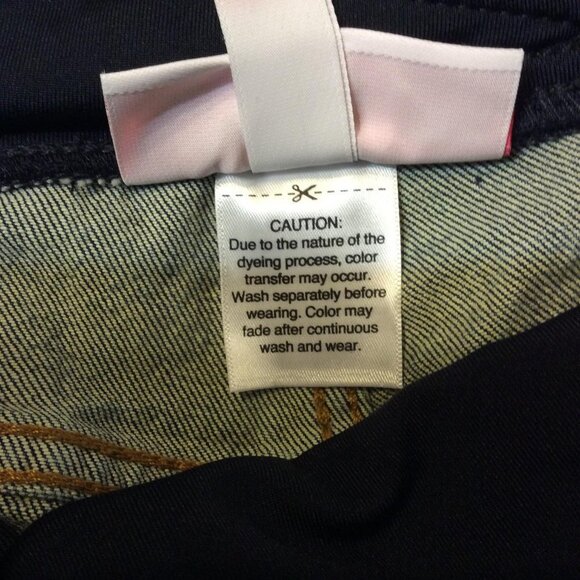 CAUTION:
Due to the nature of the
dyeing process, color
transfer may occur.
Wash separately before
wearing. Color may
fade after continuous
wash and wear.